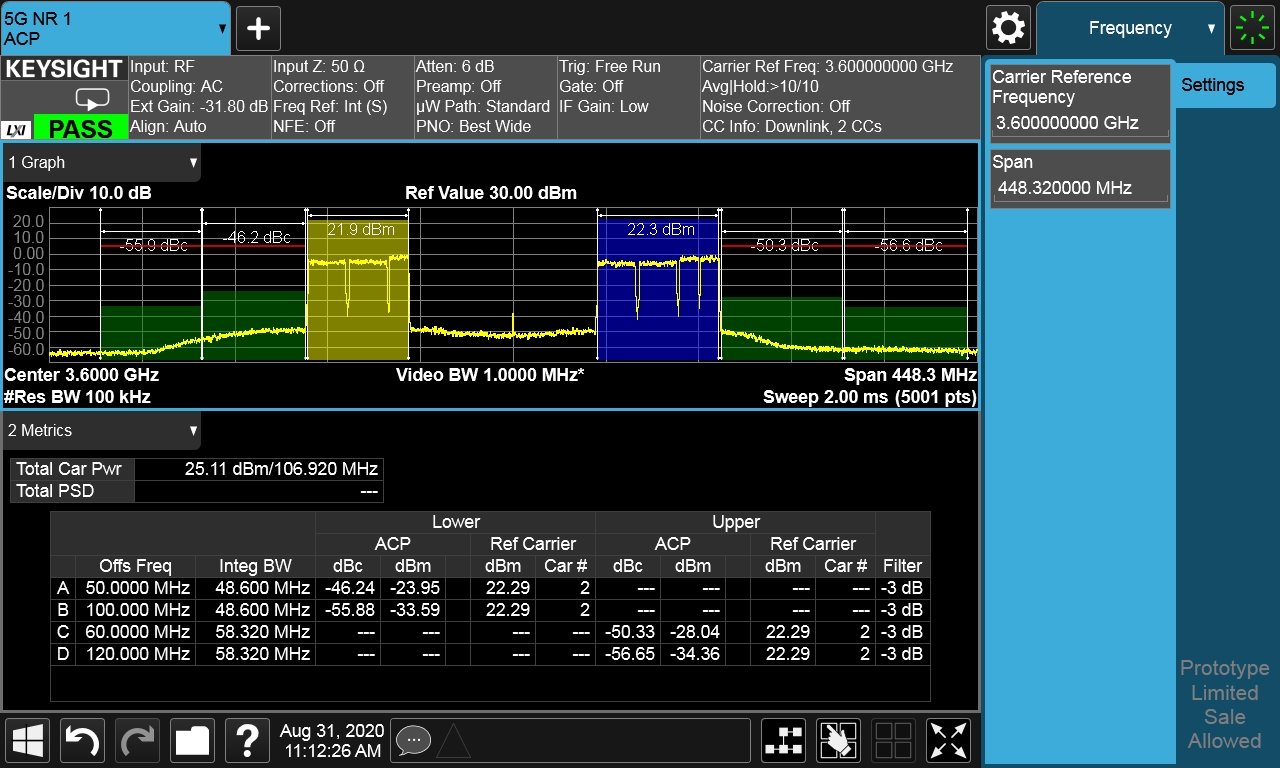 5G NR 1
ACP
Frequency
KEYSIGHT
Input: RF
Coupling: AC
Ext Gain: -31.80 dB
Align: Auto
Input Z: 50 Ω
Corrections: Off
Freq Ref: Int (S)
NFE: Off
Atten: 6 dB
Preamp: Off
µW Path: Standard
PNO: Best Wide
Trig: Free Run
Gate: Off
IF Gain: Low
Carrier Ref Freq: 3.600000000 GHz
Avg|Hold:>10/10
Noise Correction: Off
CC Info: Downlink, 2 CCs
LXI
PASS
Carrier Reference
Frequency
3.600000000 GHz
Span
448.320000 MHz
Settings
1 Graph
Scale/Div 10.0 dB
Ref Value 30.00 dBm
20.0
10.0
0.00
-10.0
-20.0
-30.0
-40.0
-50.0
-60.0
-55.9 dBc
-46.2 dBc
21.9 dBm
22.3 dBm
-50.3 dBc
-56.6 dBc
Center 3.6000 GHz
Video BW 1.0000 MHz*
Span 448.3 MHz
#Res BW 100 kHz
Sweep 2.00 ms (5001 pts)
2 Metrics
Total Car Pwr 25.11 dBm/106.920 MHz
Total PSD ---
Lower Upper
ACP Ref Carrier ACP Ref Carrier
Offs Freq Integ BW dBc dBm dBm Car # dBc dBm dBm Car # Filter
A 50.0000 MHz 48.600 MHz -46.24 -23.95 22.29 2 --- --- --- --- -3 dB
B 100.000 MHz 48.600 MHz -55.88 -33.59 22.29 2 --- --- --- --- -3 dB
C 60.0000 MHz 58.320 MHz --- --- --- --- -50.33 -28.04 22.29 2 -3 dB
D 120.000 MHz 58.320 MHz --- --- --- --- -56.65 -34.36 22.29 2 -3 dB
Prototype
Limited
Sale
Allowed
Aug 31, 2020
11:12:26 AM